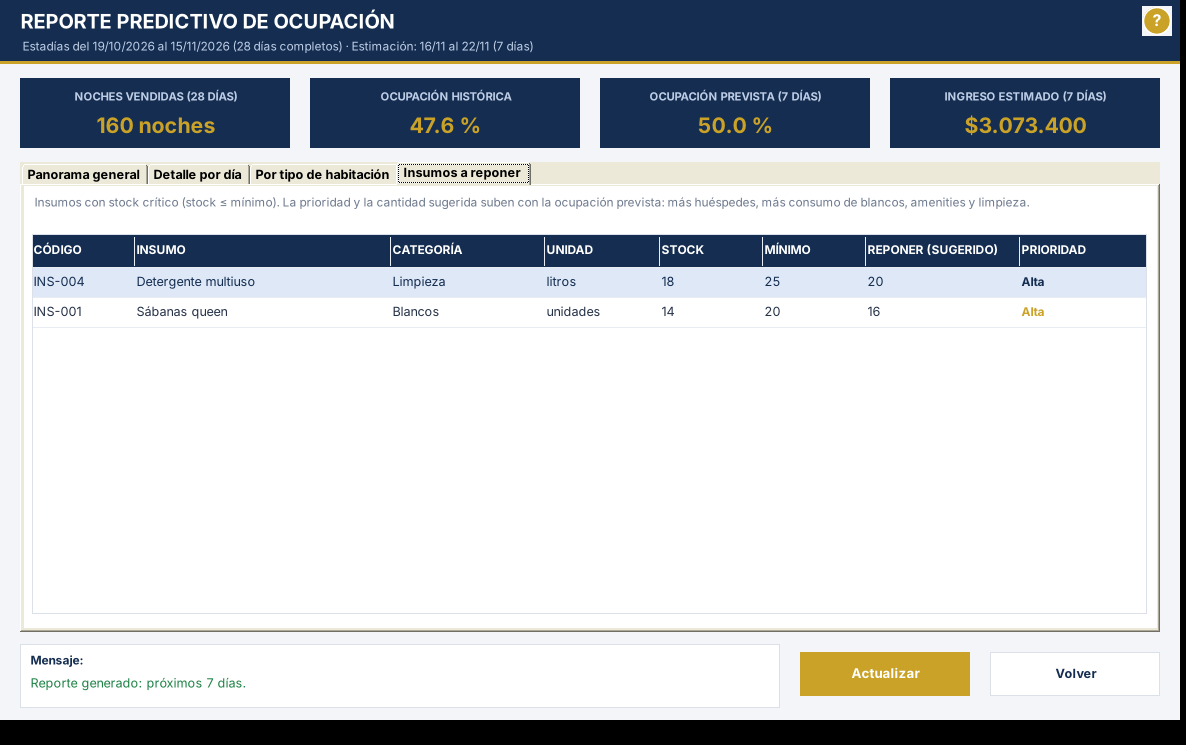 REPORTE PREDICTIVO DE OCUPACIÓN
?
Estadías del 19/10/2026 al 15/11/2026 (28 días completos) · Estimación: 16/11 al 22/11 (7 días)
NOCHES VENDIDAS (28 DÍAS) OCUPACIÓN HISTÓRICA OCUPACIÓN PREVISTA (7 DÍAS) INGRESO ESTIMADO (7 DÍAS)
160 noches 47.6 % 50.0 % $3.073.400
Panorama general Detalle por día Por tipo de habitación Insumos a reponer
Insumos con stock crítico (stock ≤ mínimo). La prioridad y la cantidad sugerida suben con la ocupación prevista: más huéspedes, más consumo de blancos, amenities y limpieza.
CÓDIGO INSUMO CATEGORÍA UNIDAD STOCK MÍNIMO REPONER (SUGERIDO) PRIORIDAD
INS-004 Detergente multiuso Limpieza litros 18 25 20 Alta
INS-001 Sábanas queen Blancos unidades 14 20 16 Alta
Mensaje:
Reporte generado: próximos 7 días.
Actualizar Volver